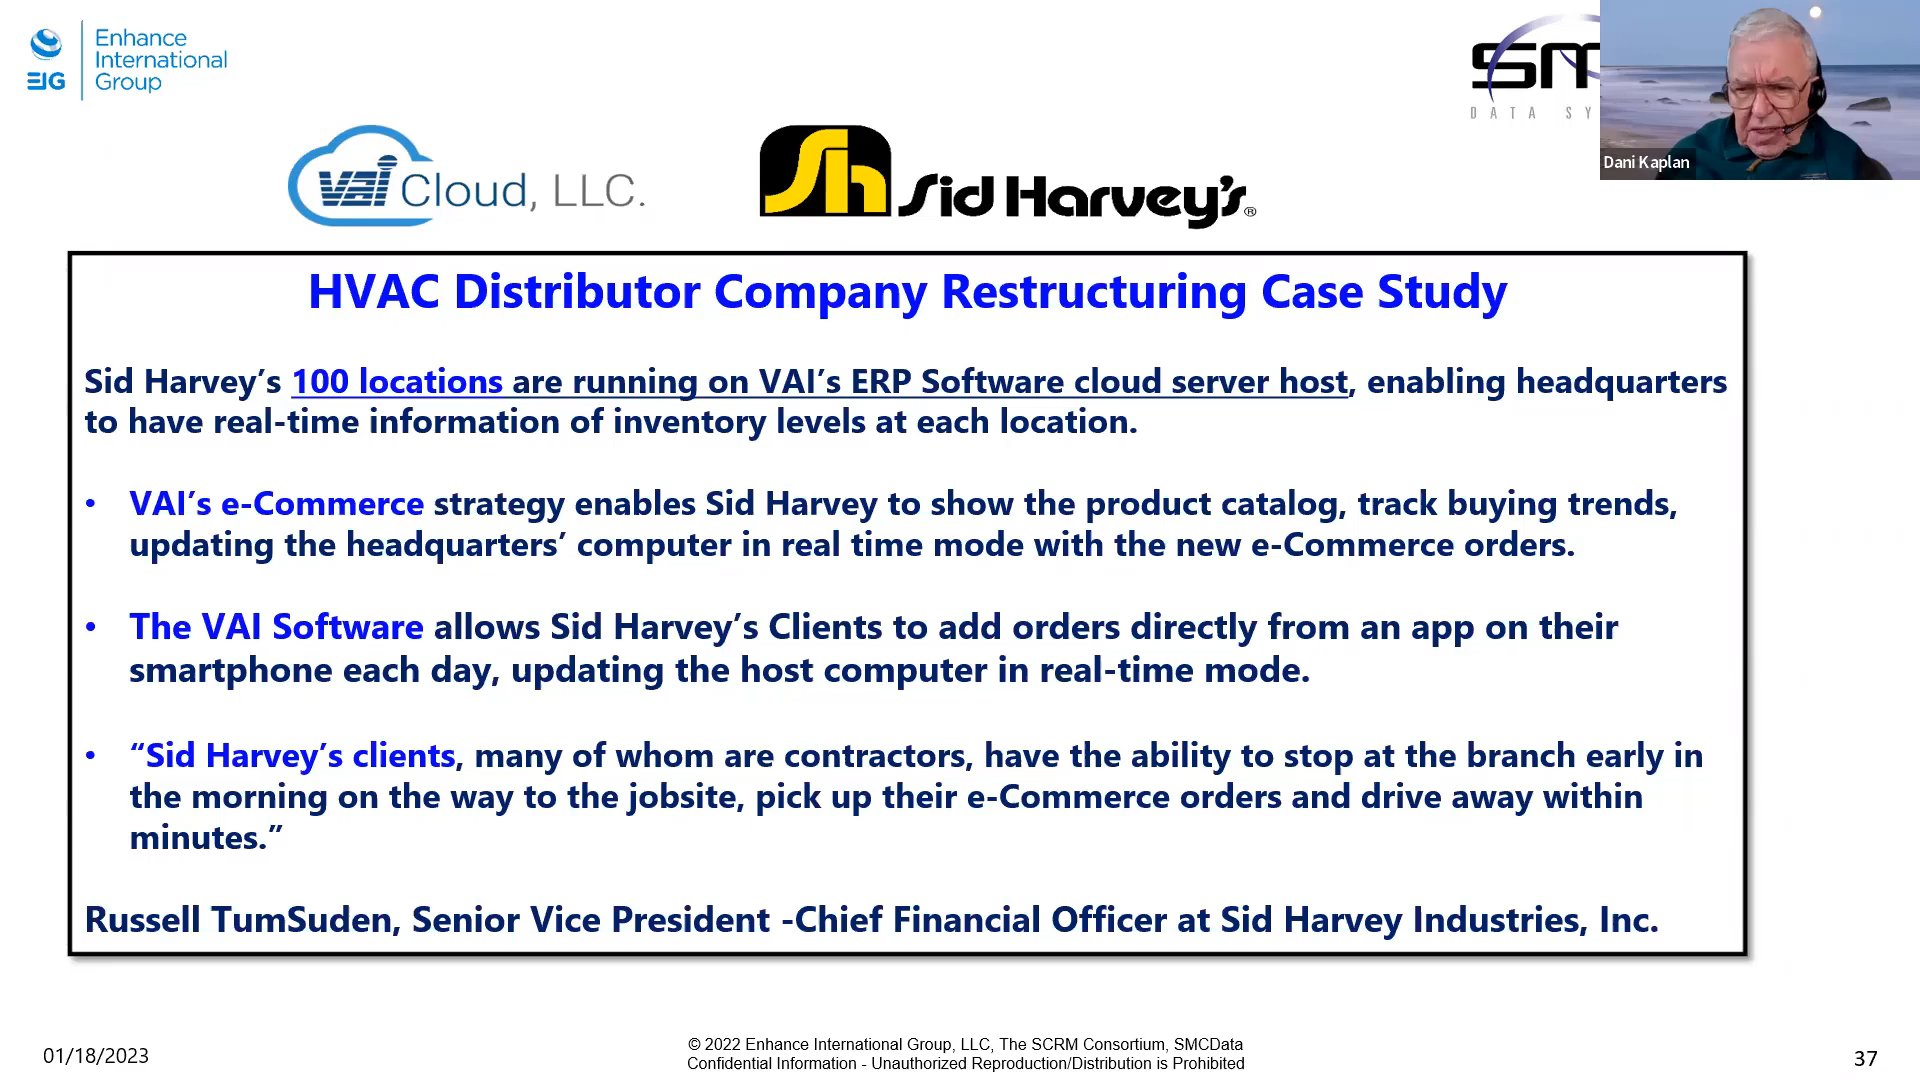 Enhance
International
Group
EIG
SM
DATA SY
Dani Kaplan
vai Cloud, LLC.
Sh Sid Harvey's®
HVAC Distributor Company Restructuring Case Study
Sid Harvey’s 100 locations are running on VAI’s ERP Software cloud server host, enabling headquarters
to have real-time information of inventory levels at each location.
• VAI’s e-Commerce strategy enables Sid Harvey to show the product catalog, track buying trends,
updating the headquarters’ computer in real time mode with the new e-Commerce orders.
• The VAI Software allows Sid Harvey’s Clients to add orders directly from an app on their
smartphone each day, updating the host computer in real-time mode.
• “Sid Harvey’s clients, many of whom are contractors, have the ability to stop at the branch early in
the morning on the way to the jobsite, pick up their e-Commerce orders and drive away within
minutes.”
Russell TumSuden, Senior Vice President -Chief Financial Officer at Sid Harvey Industries, Inc.
01/18/2023
© 2022 Enhance International Group, LLC, The SCRM Consortium, SMCData
Confidential Information - Unauthorized Reproduction/Distribution is Prohibited
37